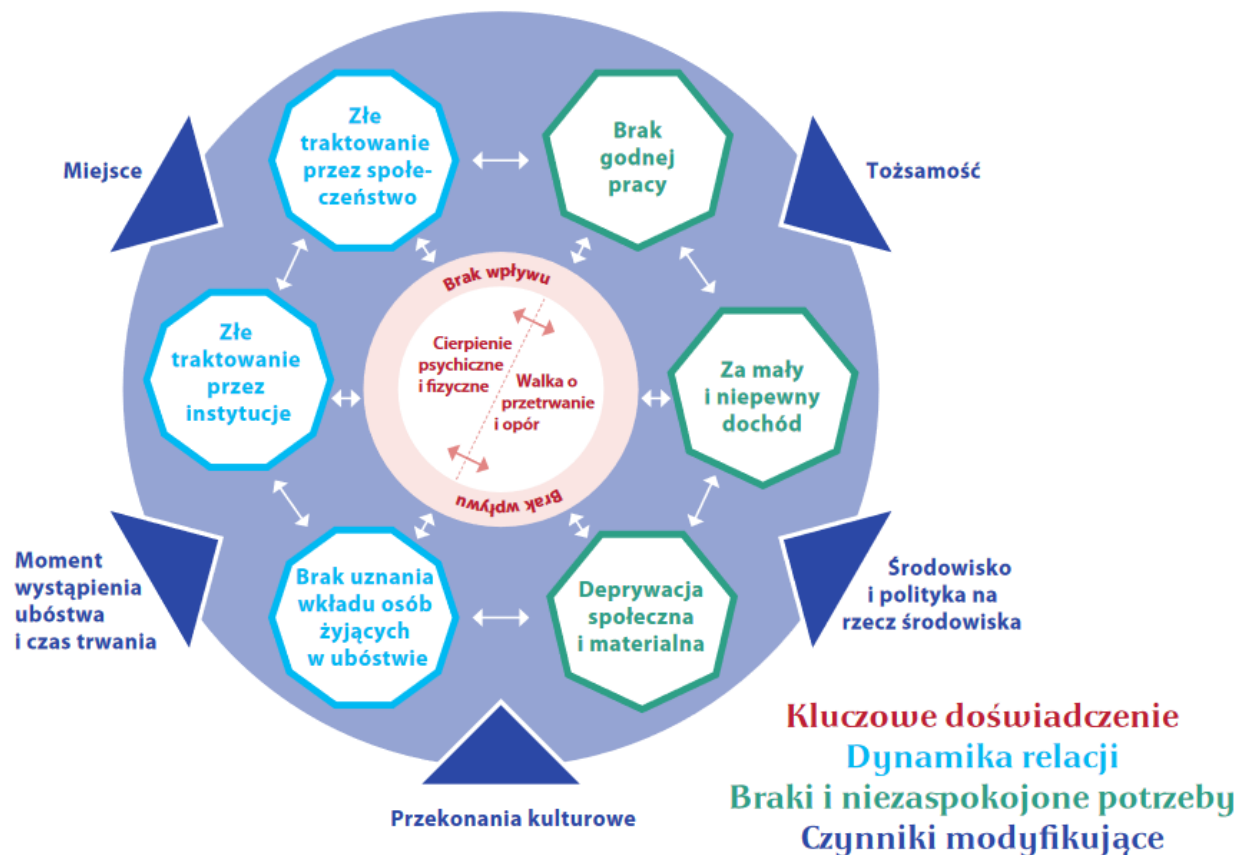 Miejsce
Złe
traktowanie
przez społe-
czeństwo
Brak
godnej
pracy
Tożsamość
Brak wpływu
Cierpienie
psychiczne
i fizyczne
Walka o
przetrwanie
i opór
Brak wpływu
Złe
traktowanie
przez
instytucje
Za mały
i niepewny
dochód
Moment
wystąpienia
ubóstwa
i czas trwania
Brak uznania
wkładu osób
żyjących
w ubóstwie
Deprywacja
społeczna
i materialna
Środowisko
i polityka na
rzecz środowiska
Przekonania kulturowe
Kluczowe doświadczenie
Dynamika relacji
Braki i niezaspokojone potrzeby
Czynniki modyfikujące